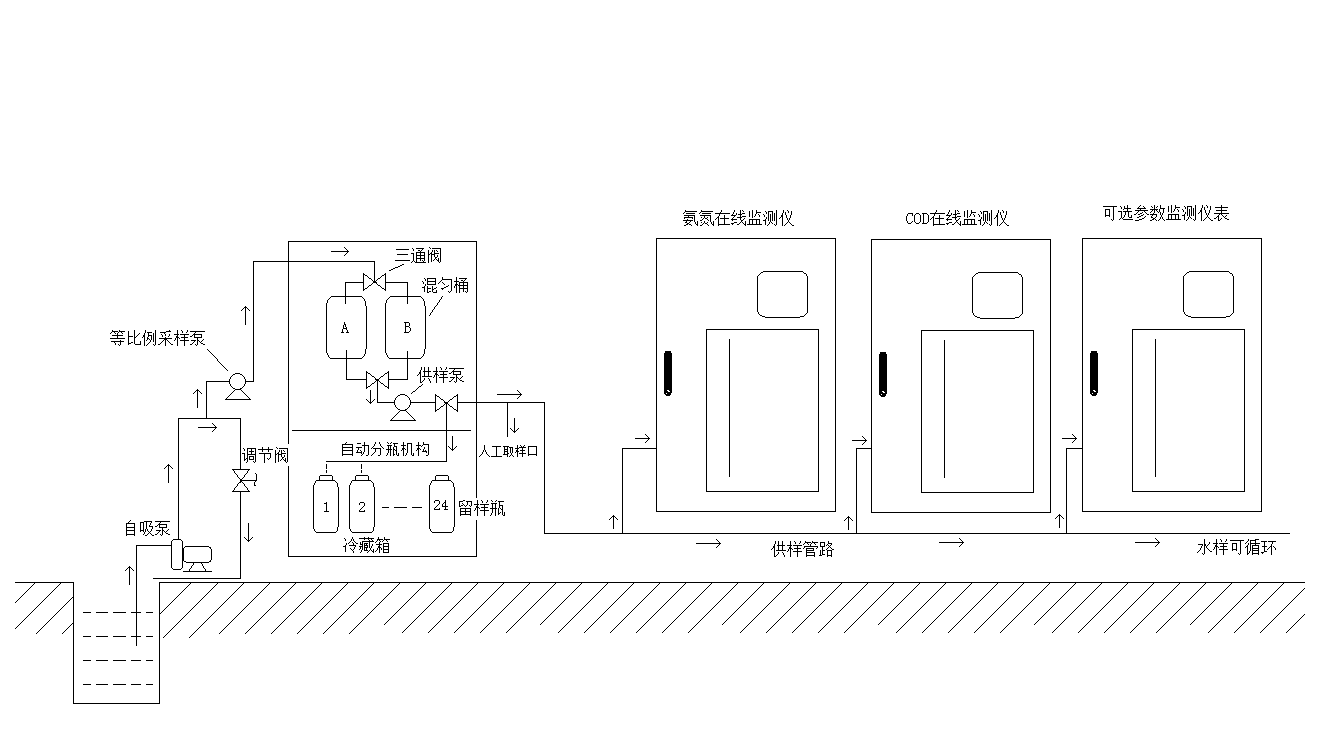 可选参数监测仪表
氨氮在线监测仪
COD在线监测仪
三通阀
混匀桶
A
B
等比例采样泵
供样泵
自动分瓶机构
人工取样口
调节阀
1
2
24
留样瓶
自吸泵
冷藏箱
供样管路
水样可循环